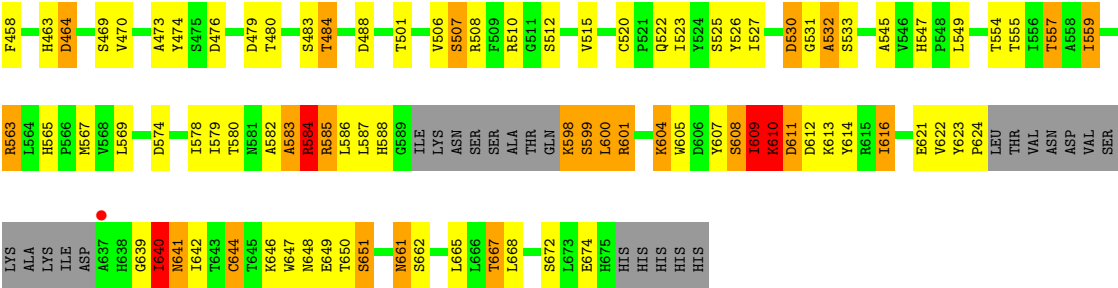 F458 H463 D464 S469 V470 A473 Y474 S475 D476 D479 T480 S483 T484 D488 T501 V506 S507 R508 F509 R510 G511 S512 V515 C520 P521 Q522 I523 Y524 S525 Y526 I527 D530 G531 A532 S533 A545 V546 H547 P548 L549 T554 T555 I556 T557 A558 I559
R563 L564 H565 P566 M567 V568 L569 D574 I578 I579 T580 N581 A582 A583 R584 R585 L586 L587 H588 G589 ILE LYS ASN SER SER ALA THR GLN K598 S599 L600 R601 K604 W605 D606 Y607 S608 I609 K610 D611 D612 K613 Y614 R615 I616 E621 V622 Y623 P624 LEU THR VAL ASN ASP VAL SER
LYS ALA LYS ILE ASP A637 H638 G639 I640 N641 I642 T643 C644 T645 K646 W647 N648 E649 T650 S651 N661 S662 L665 L666 T667 L668 S672 L673 E674 H675 HIS HIS HIS HIS HIS